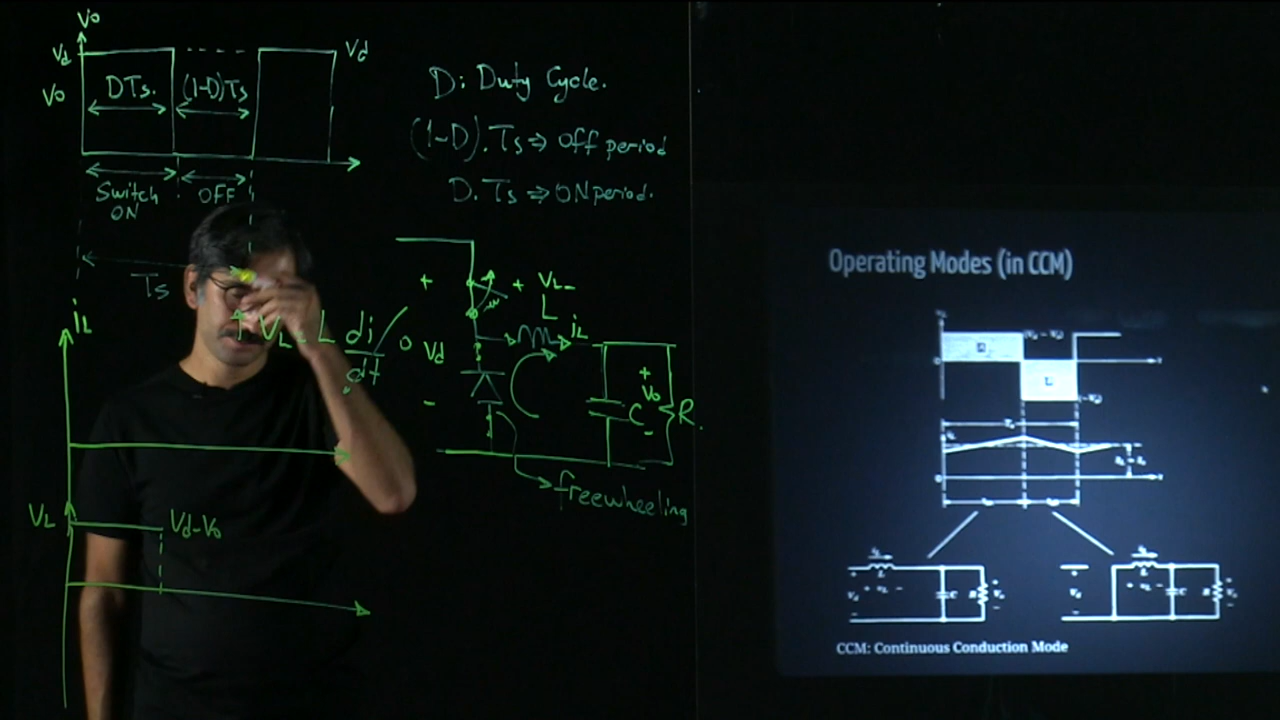 Vo
Vd
Vd
Vo
DTs.
(1-D)Ts
Switch
ON
OFF
Ts
D: Duty Cycle.
(1-D).Ts ⇒ Off period
D.Ts ⇒ ON period.
iL
VL = L di/dt
VL
Vd-Vo
+ VL -
L
iL
+
Vd
-
+
Vo
-
C
R
freewheeling
Operating Modes (in CCM)
CCM: Continuous Conduction Mode